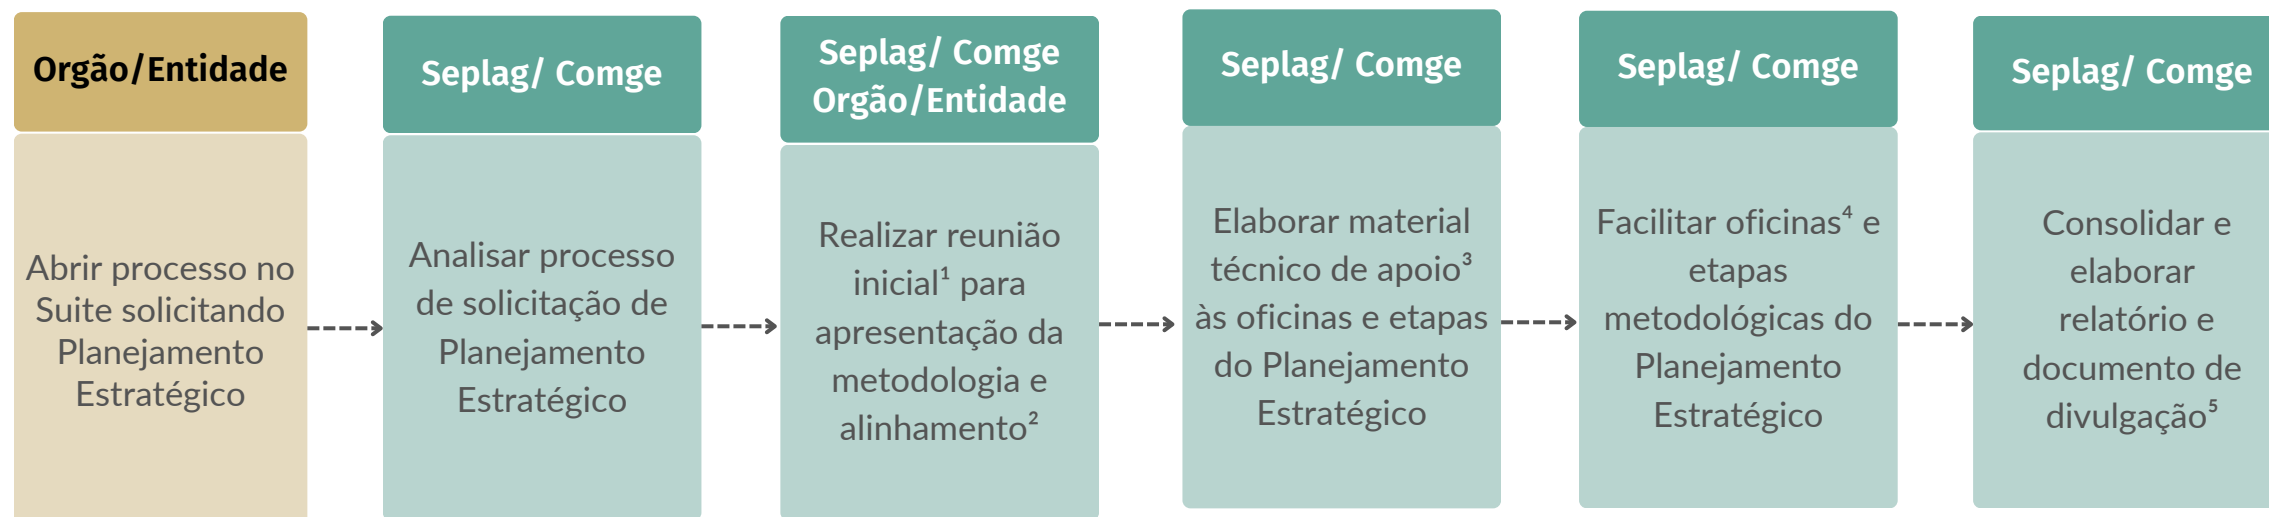 Orgão/Entidade
Abrir processo no
Suite solicitando
Planejamento
Estratégico
Seplag/ Comge
Analisar processo
de solicitação de
Planejamento
Estratégico
Seplag/ Comge
Orgão/Entidade
Realizar reunião
inicial¹ para
apresentação da
metodologia e
alinhamento²
Seplag/ Comge
Elaborar material
técnico de apoio³
às oficinas e etapas
do Planejamento
Estratégico
Seplag/ Comge
Facilitar oficinas⁴ e
etapas
metodológicas do
Planejamento
Estratégico
Seplag/ Comge
Consolidar e
elaborar
relatório e
documento de
divulgação⁵